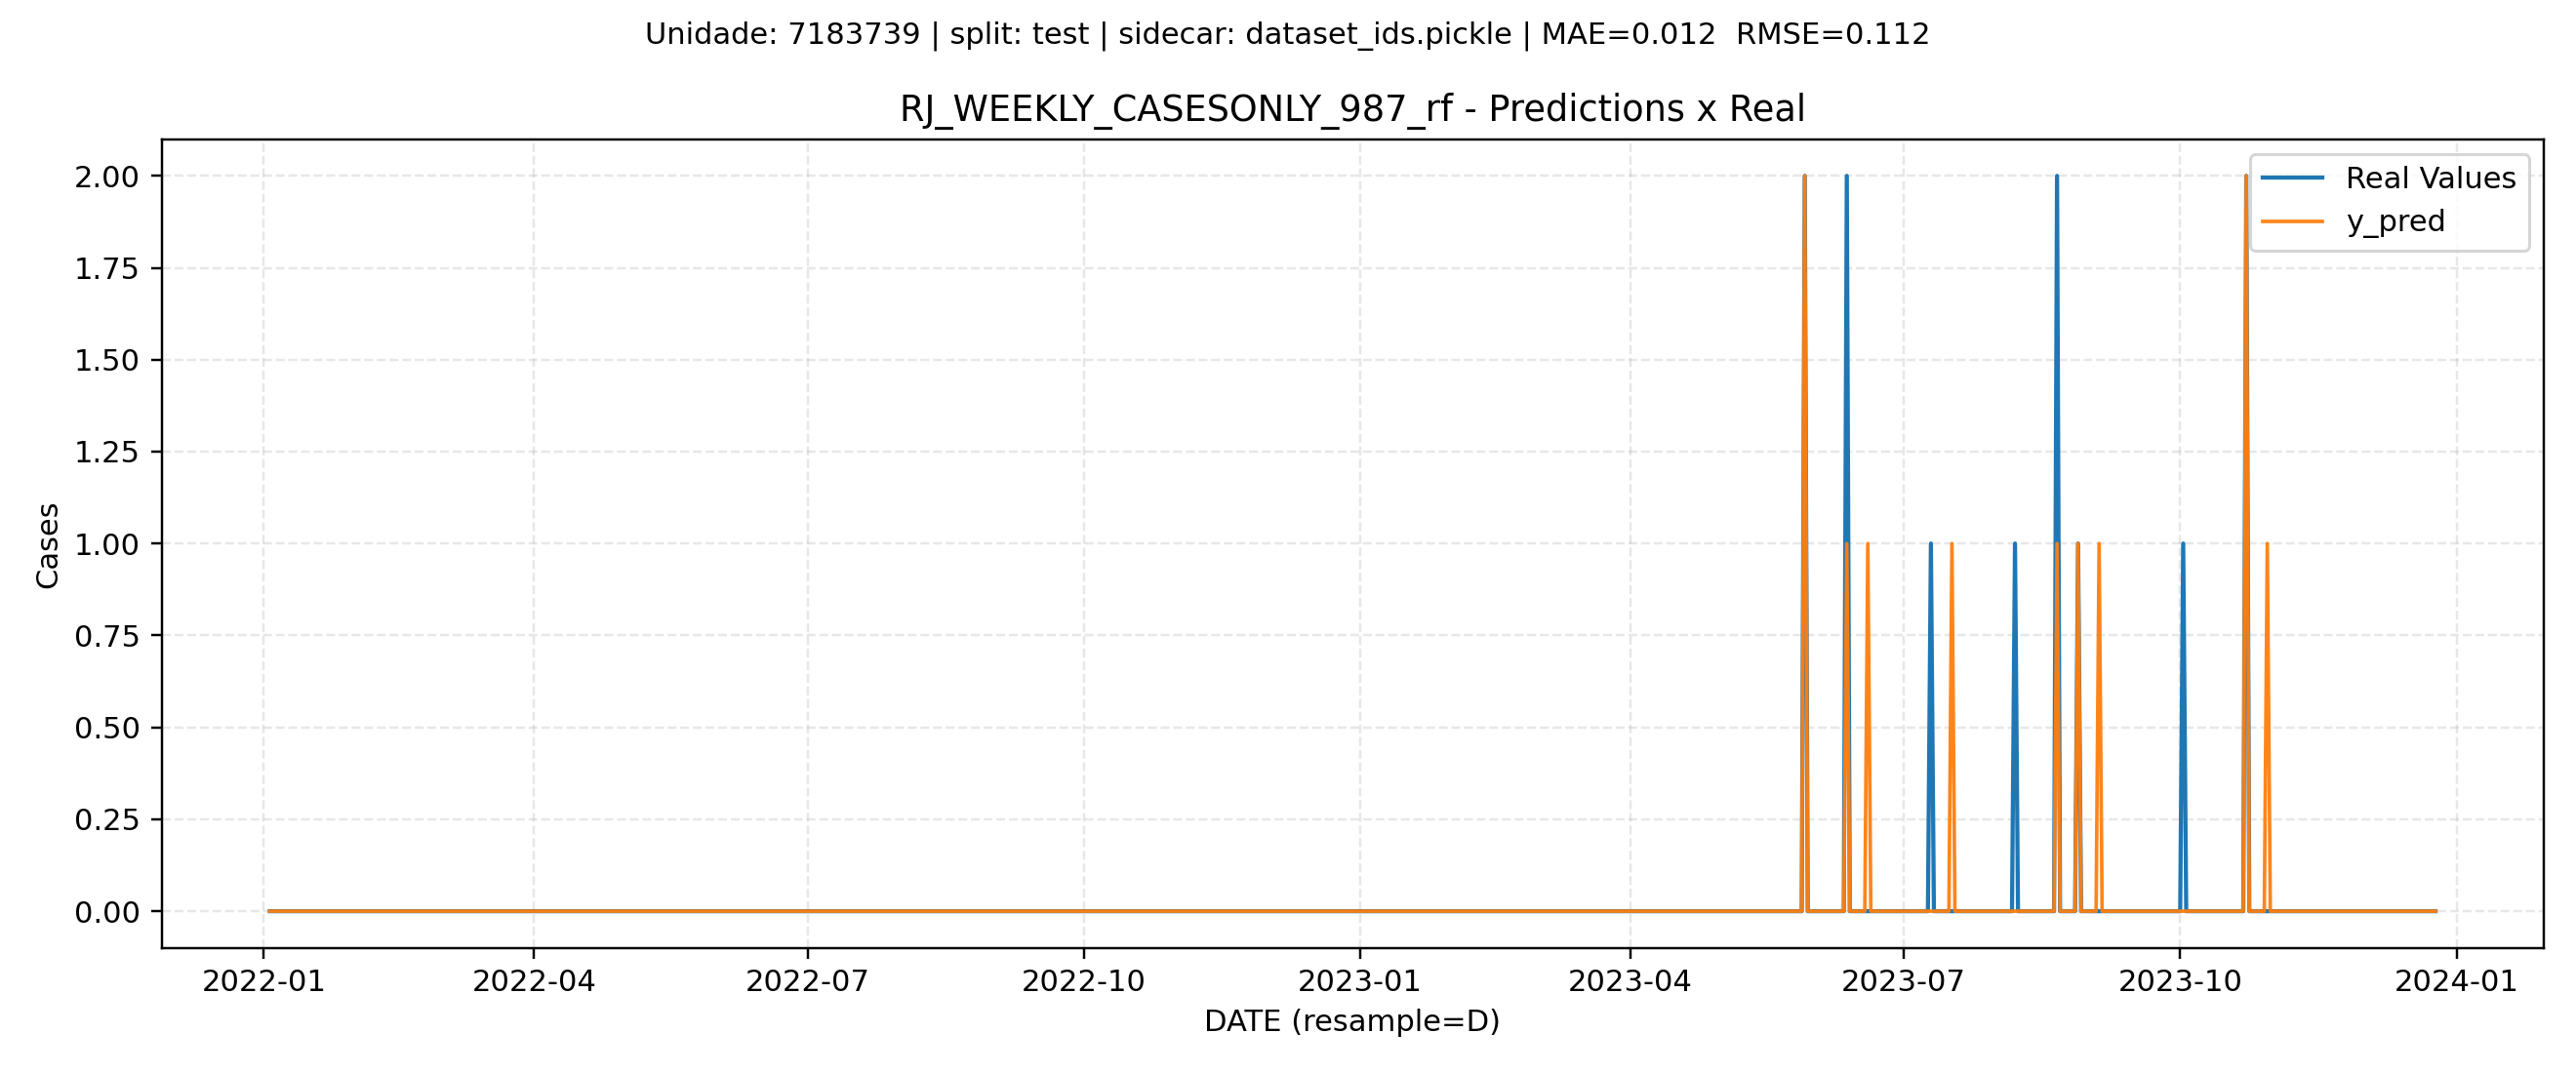 Unidade: 7183739 | split: test | sidecar: dataset_ids.pickle | MAE=0.012  RMSE=0.112
RJ_WEEKLY_CASESONLY_987_rf - Predictions x Real
Real Values
y_pred
2.00
1.75
1.50
1.25
1.00
0.75
0.50
0.25
0.00
Cases
2022-01 2022-04 2022-07 2022-10 2023-01 2023-04 2023-07 2023-10 2024-01
DATE (resample=D)